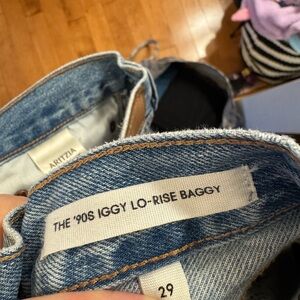 ARITZIA
THE '90S IGGY LO-RISE BAGGY
29